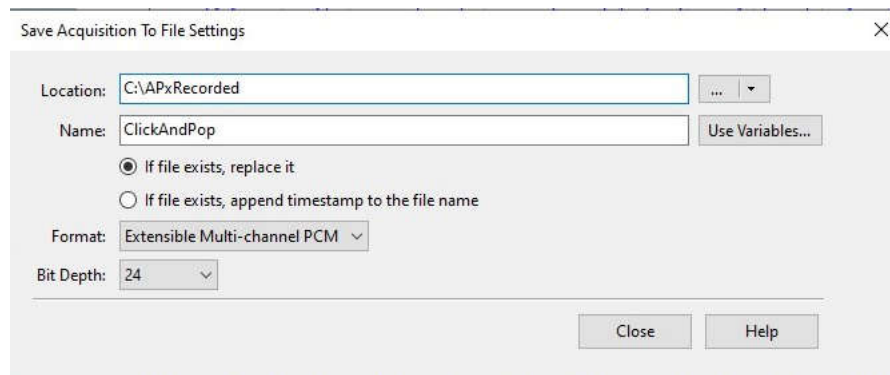 Save Acquisition To File Settings
Location: C:\APxRecorded ...
Name: ClickAndPop Use Variables...
If file exists, replace it
If file exists, append timestamp to the file name
Format: Extensible Multi-channel PCM
Bit Depth: 24
Close Help